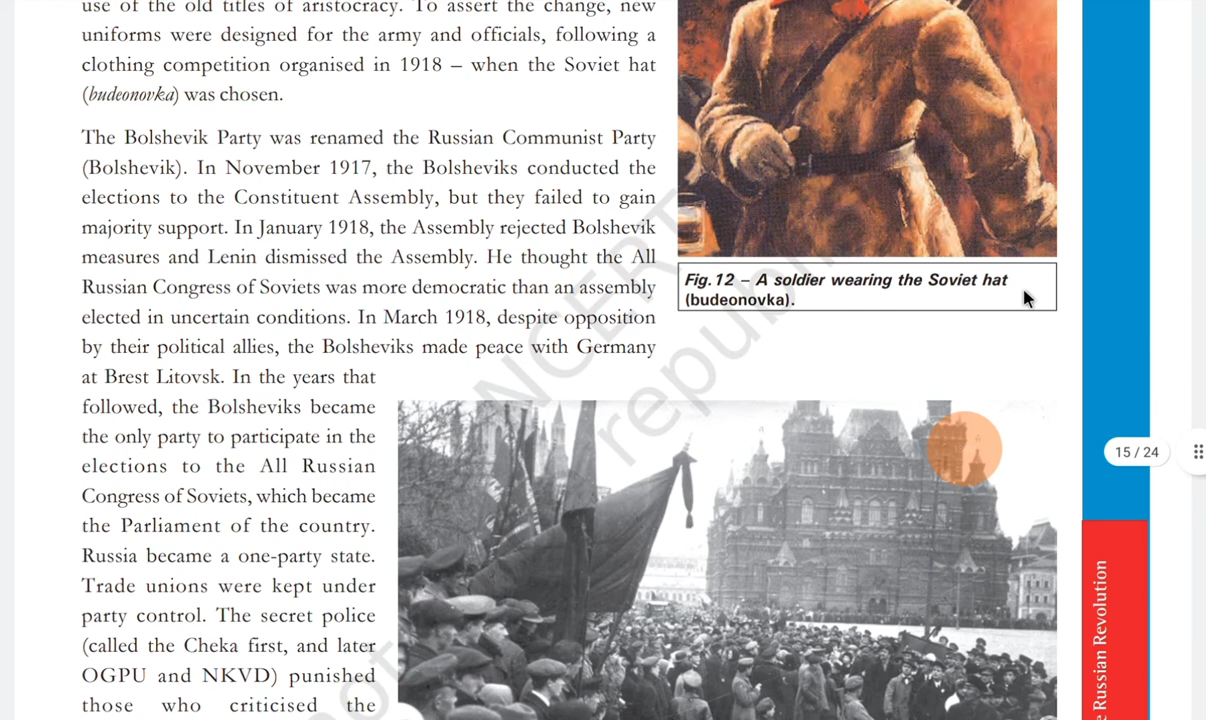 use of the old titles of aristocracy. To assert the change, new
uniforms were designed for the army and officials, following a
clothing competition organised in 1918 – when the Soviet hat
(budeonovka) was chosen.
The Bolshevik Party was renamed the Russian Communist Party
(Bolshevik). In November 1917, the Bolsheviks conducted the
elections to the Constituent Assembly, but they failed to gain
majority support. In January 1918, the Assembly rejected Bolshevik
measures and Lenin dismissed the Assembly. He thought the All
Russian Congress of Soviets was more democratic than an assembly
elected in uncertain conditions. In March 1918, despite opposition
by their political allies, the Bolsheviks made peace with Germany
at Brest Litovsk. In the years that
followed, the Bolsheviks became
the only party to participate in the
elections to the All Russian
Congress of Soviets, which became
the Parliament of the country.
Russia became a one-party state.
Trade unions were kept under
party control. The secret police
(called the Cheka first, and later
OGPU and NKVD) punished
those who criticised the
Fig. 12 – A soldier wearing the Soviet hat
(budeonovka).
15 / 24
Russian Revolution
NCERT
republi
not